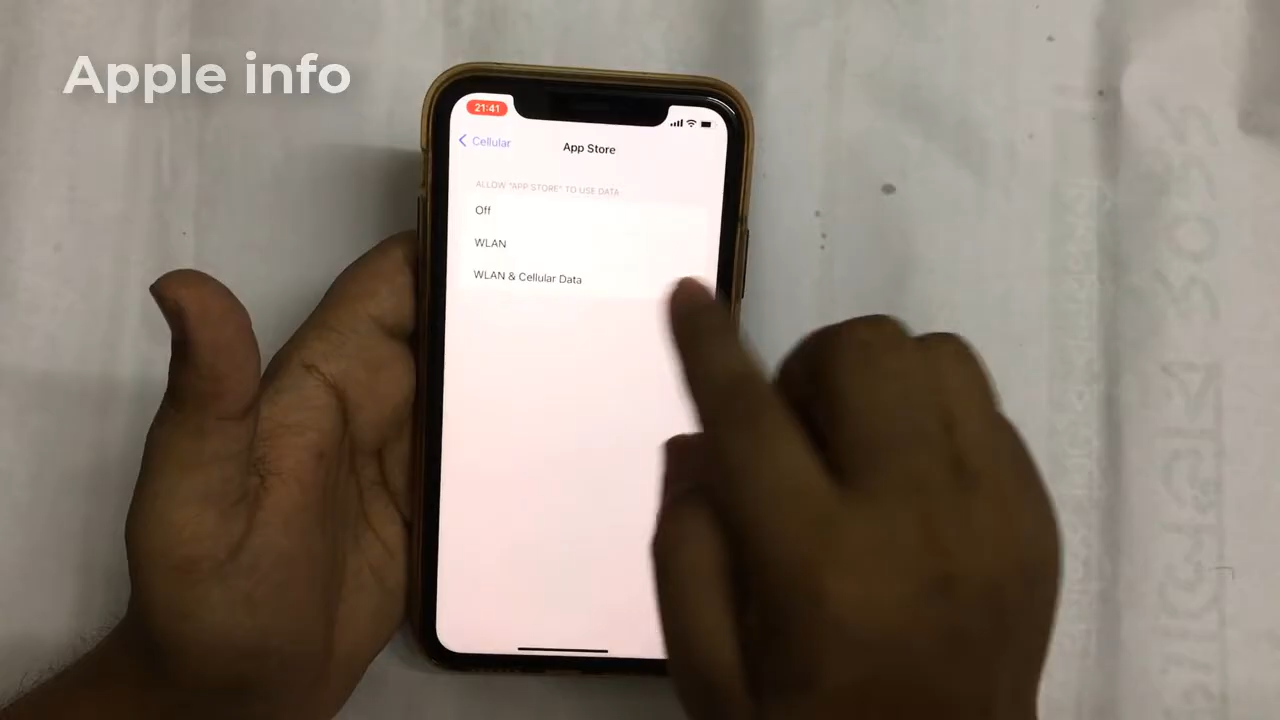 Apple info
21:41
Cellular
App Store
ALLOW "APP STORE" TO USE DATA
Off
WLAN
WLAN & Cellular Data